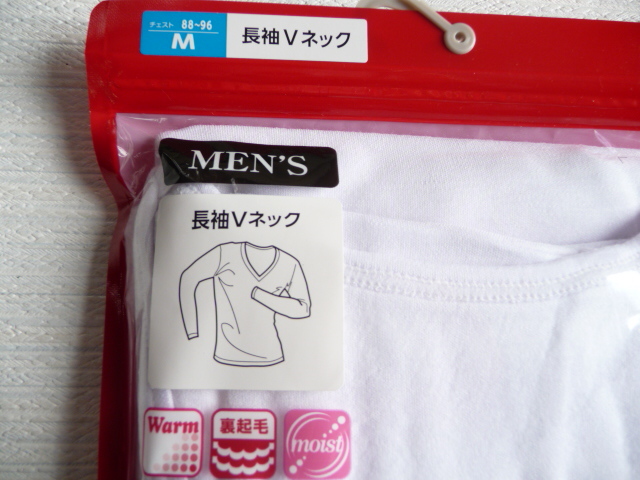 チェスト 88~96
M
長袖Vネック
MEN'S
長袖Vネック
Warm
裏起毛
moist